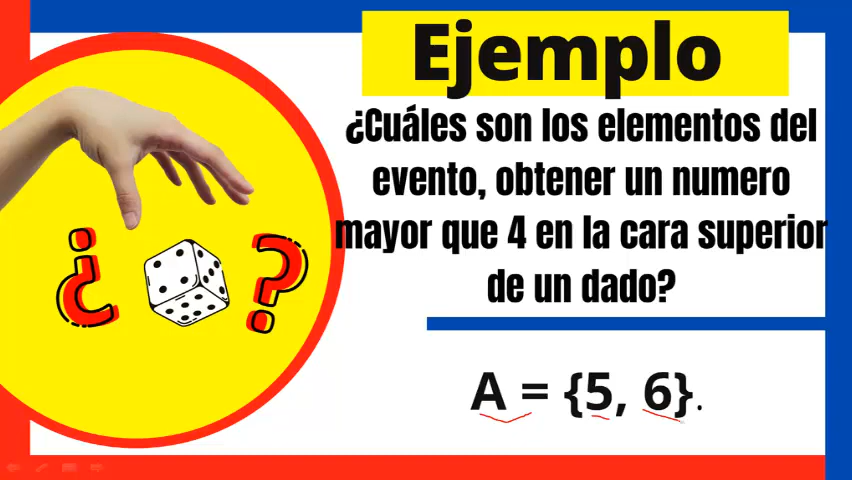 Ejemplo
¿Cuáles son los elementos del
evento, obtener un numero
mayor que 4 en la cara superior
de un dado?
¿ ?
A = {5, 6}.